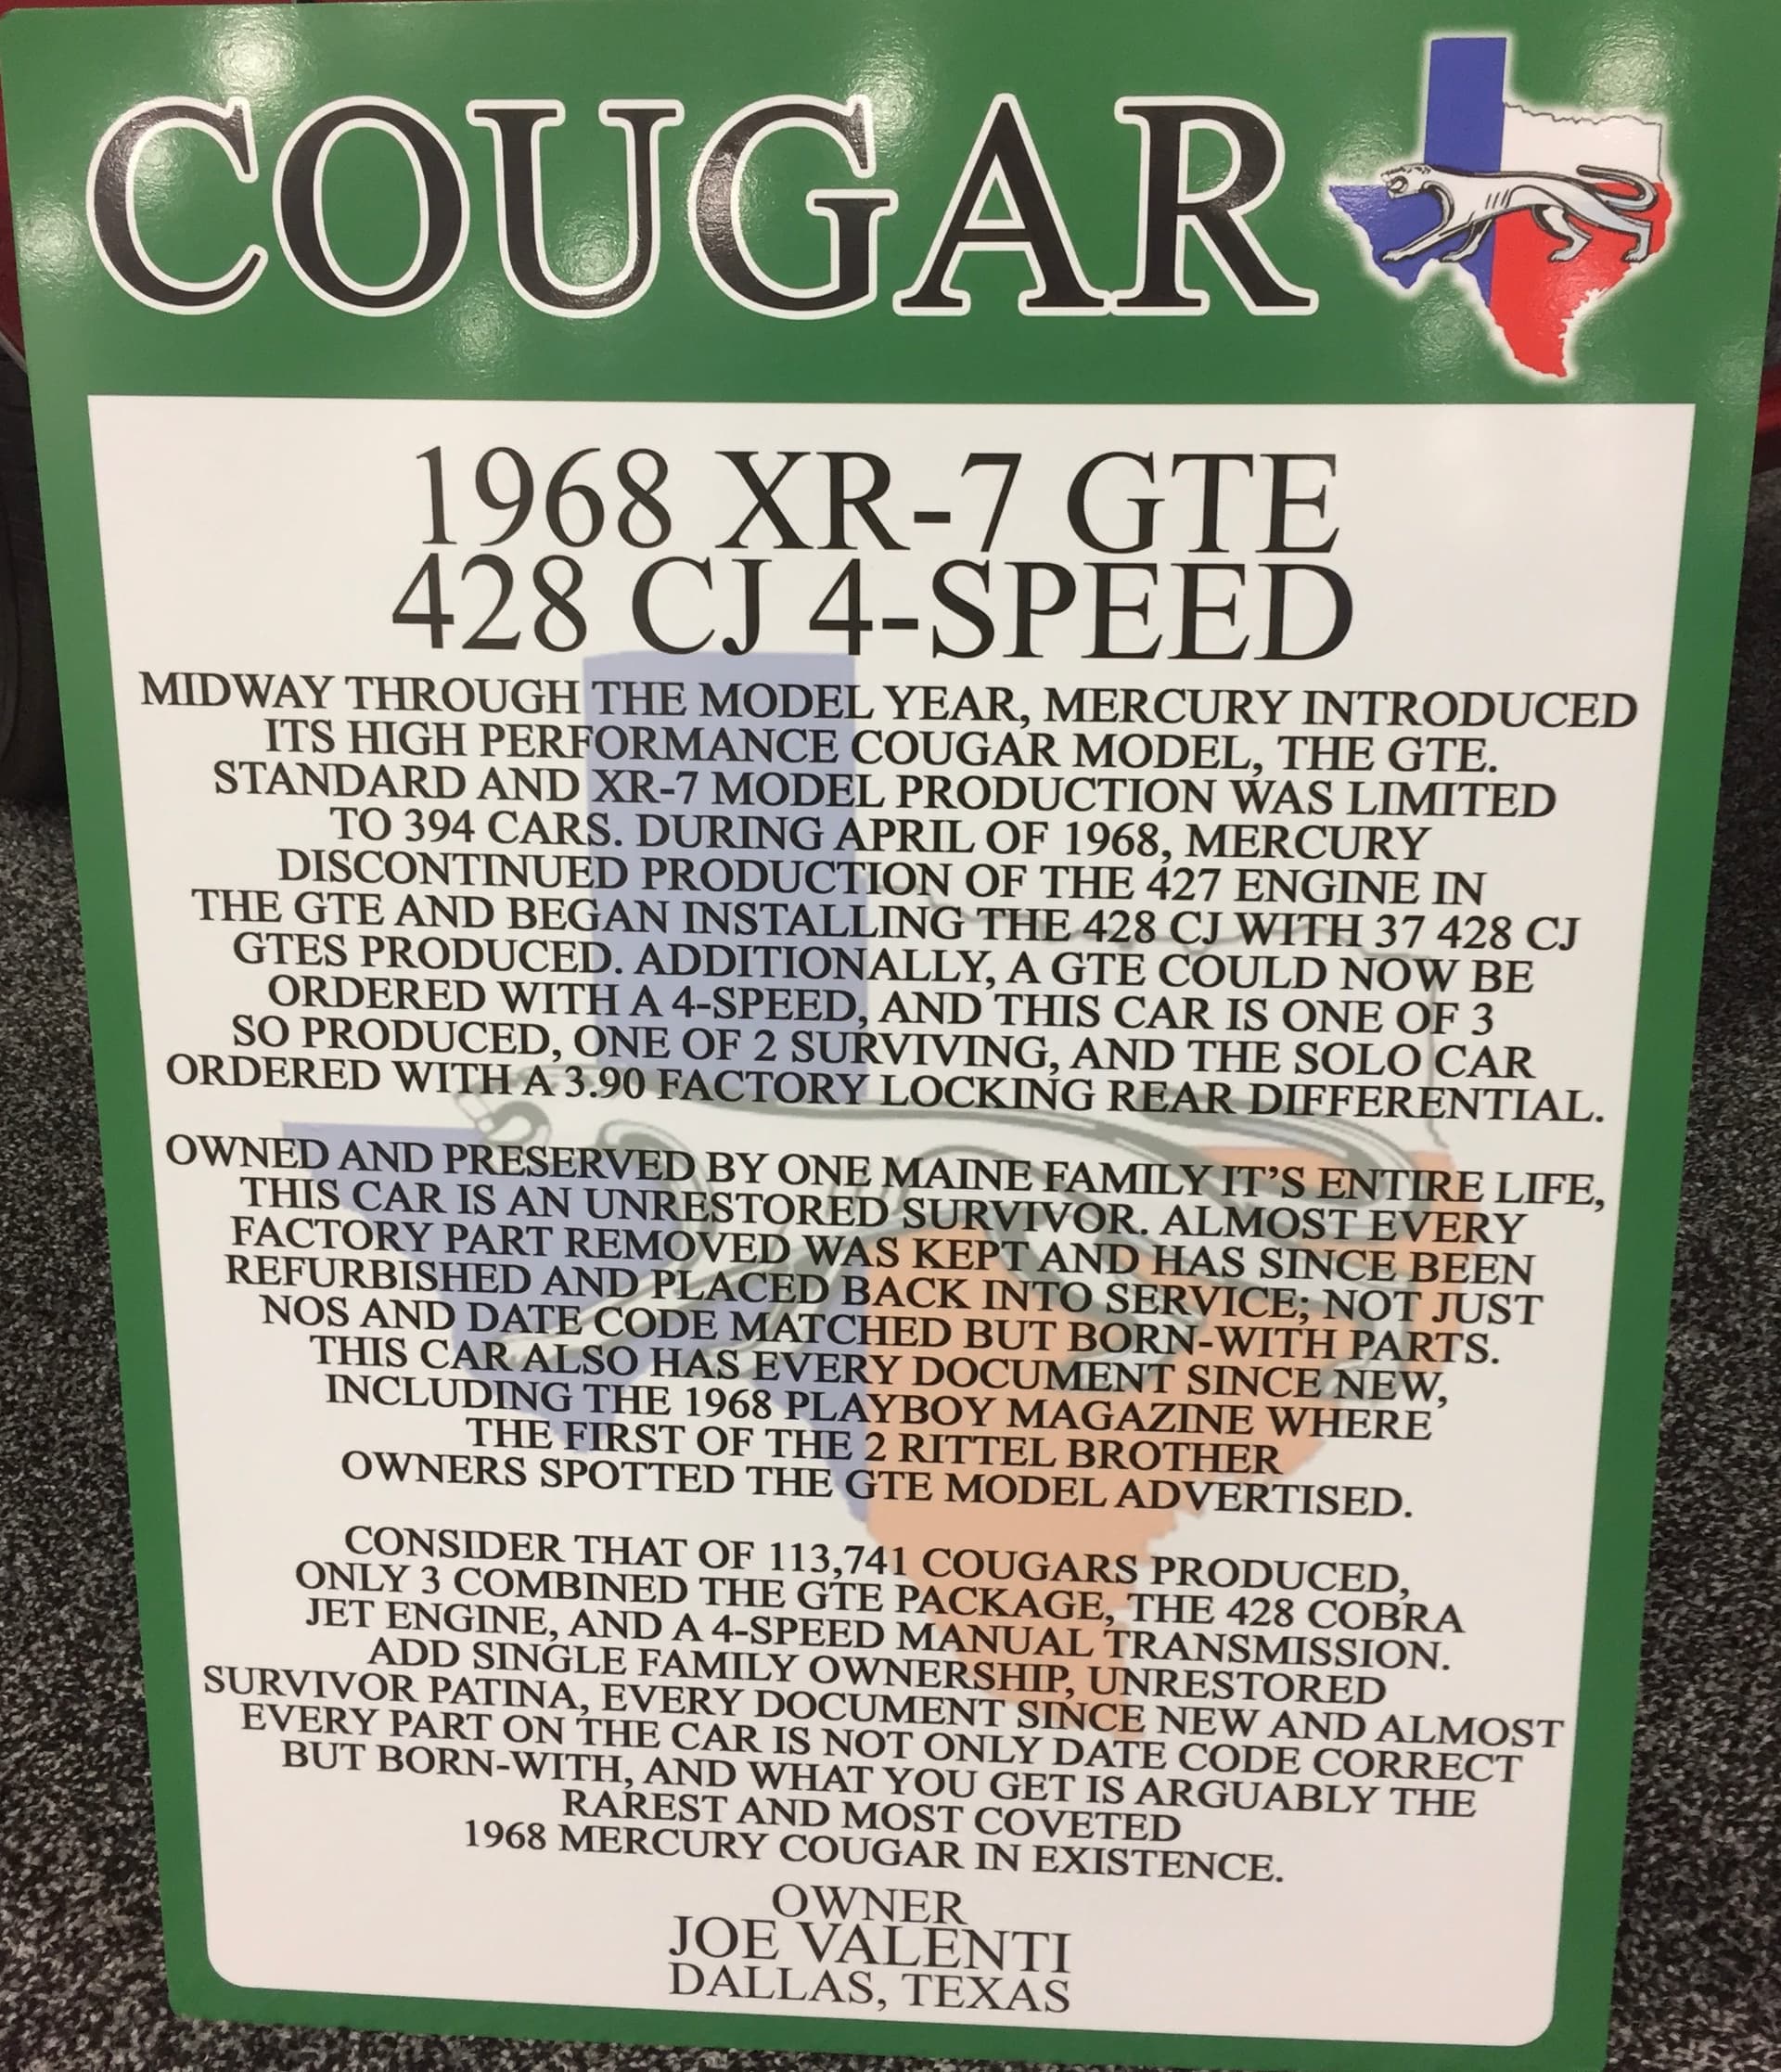 COUGAR
1968 XR-7 GTE
428 CJ 4-SPEED
MIDWAY THROUGH THE MODEL YEAR, MERCURY INTRODUCED
ITS HIGH PERFORMANCE COUGAR MODEL, THE GTE.
STANDARD AND XR-7 MODEL PRODUCTION WAS LIMITED
TO 394 CARS. DURING APRIL OF 1968, MERCURY
DISCONTINUED PRODUCTION OF THE 427 ENGINE IN
THE GTE AND BEGAN INSTALLING THE 428 CJ WITH 37 428 CJ
GTES PRODUCED. ADDITIONALLY, A GTE COULD NOW BE
ORDERED WITH A 4-SPEED, AND THIS CAR IS ONE OF 3
SO PRODUCED, ONE OF 2 SURVIVING, AND THE SOLO CAR
ORDERED WITH A 3.90 FACTORY LOCKING REAR DIFFERENTIAL.
OWNED AND PRESERVED BY ONE MAINE FAMILY IT'S ENTIRE LIFE,
THIS CAR IS AN UNRESTORED SURVIVOR. ALMOST EVERY
FACTORY PART REMOVED WAS KEPT AND HAS SINCE BEEN
REFURBISHED AND PLACED BACK INTO SERVICE; NOT JUST
NOS AND DATE CODE MATCHED BUT BORN-WITH PARTS.
THIS CAR ALSO HAS EVERY DOCUMENT SINCE NEW,
INCLUDING THE 1968 PLAYBOY MAGAZINE WHERE
THE FIRST OF THE 2 RITTEL BROTHER
OWNERS SPOTTED THE GTE MODEL ADVERTISED.
CONSIDER THAT OF 113,741 COUGARS PRODUCED,
ONLY 3 COMBINED THE GTE PACKAGE, THE 428 COBRA
JET ENGINE, AND A 4-SPEED MANUAL TRANSMISSION.
ADD SINGLE FAMILY OWNERSHIP, UNRESTORED
SURVIVOR PATINA, EVERY DOCUMENT SINCE NEW AND ALMOST
EVERY PART ON THE CAR IS NOT ONLY DATE CODE CORRECT
BUT BORN-WITH, AND WHAT YOU GET IS ARGUABLY THE
RAREST AND MOST COVETED
1968 MERCURY COUGAR IN EXISTENCE.
OWNER
JOE VALENTI
DALLAS, TEXAS